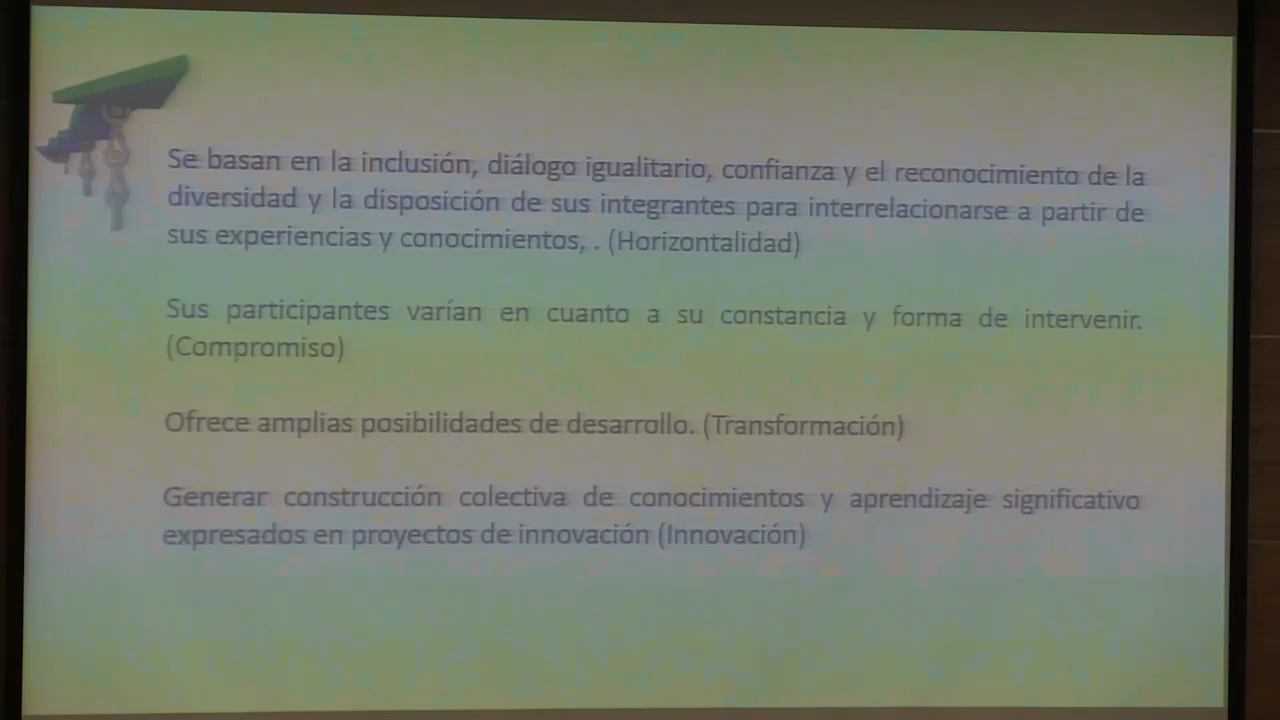 Se basan en la inclusión, diálogo igualitario, confianza y el reconocimiento de la
diversidad y la disposición de sus integrantes para interrelacionarse a partir de
sus experiencias y conocimientos, . (Horizontalidad)
Sus participantes varían en cuanto a su constancia y forma de intervenir.
(Compromiso)
Ofrece amplias posibilidades de desarrollo. (Transformación)
Generar construcción colectiva de conocimientos y aprendizaje significativo
expresados en proyectos de innovación (Innovación)